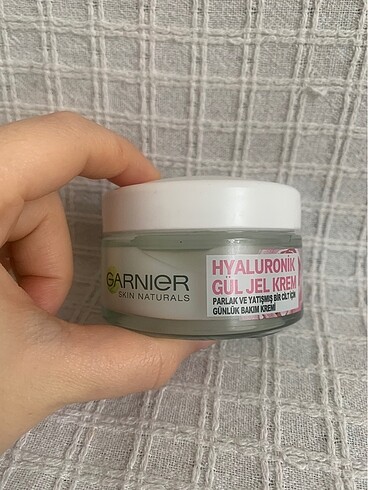 GARNIER
SKIN NATURALS
HYALURONİK
GÜL JEL KREM
PARLAK VE YATIŞMIŞ BİR CİLT İÇİN
GÜNLÜK BAKIM KREMİ